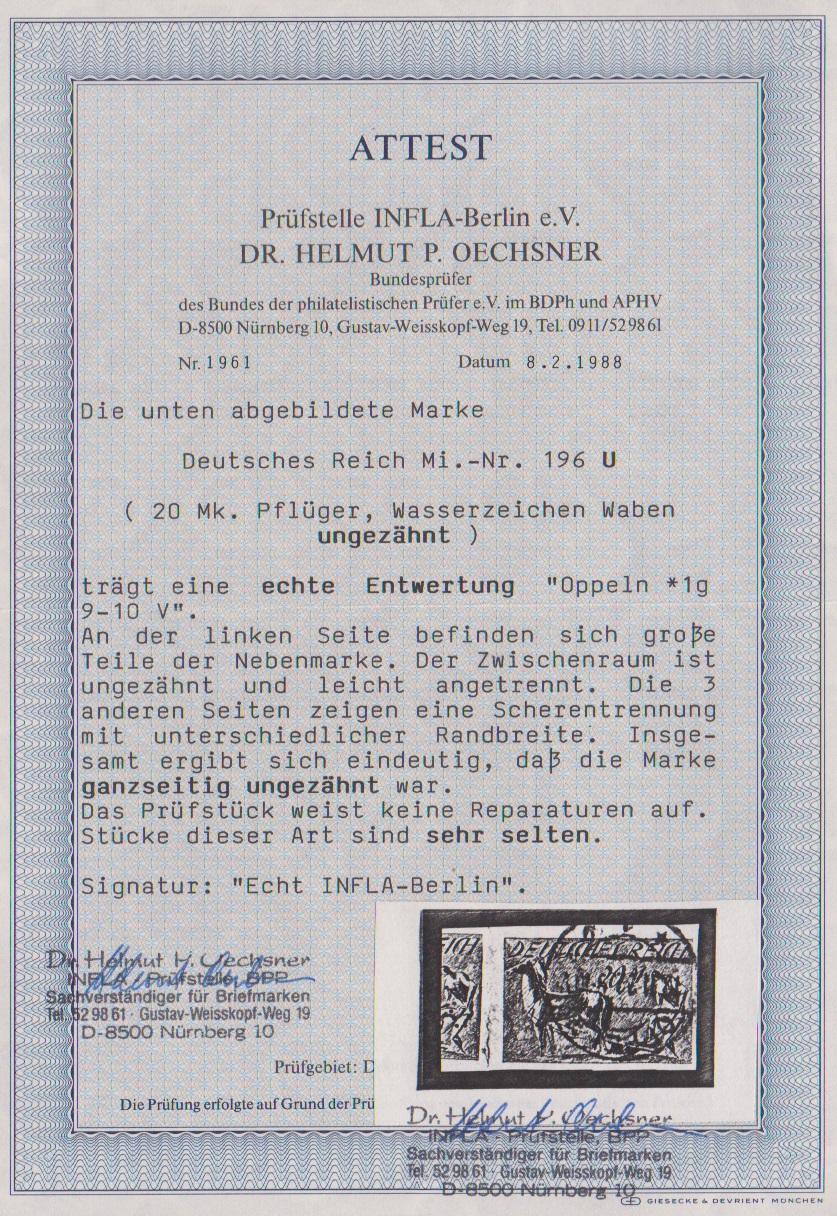 ATTEST
Prüfstelle INFLA-Berlin e.V.
DR. HELMUT P. OECHSNER
Bundesprüfer
des Bundes der philatelistischen Prüfer e.V. im BDPh und APHV
D-8500 Nürnberg 10, Gustav-Weisskopf-Weg 19, Tel. 0911/529861
Nr. 1961 Datum 8.2.1988
Die unten abgebildete Marke
Deutsches Reich Mi.-Nr. 196 U
( 20 Mk. Pflüger, Wasserzeichen Waben
ungezähnt )
trägt eine echte Entwertung "Oppeln *1g
9-10 V".
An der linken Seite befinden sich große
Teile der Nebenmarke. Der Zwischenraum ist
ungezähnt und leicht angetrennt. Die 3
anderen Seiten zeigen eine Scherentrennung
mit unterschiedlicher Randbreite. Insge-
samt ergibt sich eindeutig, daß die Marke
ganzseitig ungezähnt war.
Das Prüfstück weist keine Reparaturen auf.
Stücke dieser Art sind sehr selten.
Signatur: "Echt INFLA-Berlin".
Dr. Helmut P. Oechsner
INFLA - Prüfstelle, BPP
Sachverständiger für Briefmarken
Tel. 52 98 61 · Gustav-Weisskopf-Weg 19
D-8500 Nürnberg 10
EICH DEUTSCHES REICH
Prüfgebiet: D
Die Prüfung erfolgte auf Grund der Prü
Dr. Helmut P. Oechsner
INFLA - Prüfstelle, BPP
Sachverständiger für Briefmarken
Tel. 52 98 61 · Gustav-Weisskopf-Weg 19
D-8500 Nürnberg 10
GIESECKE & DEVRIENT MÜNCHEN